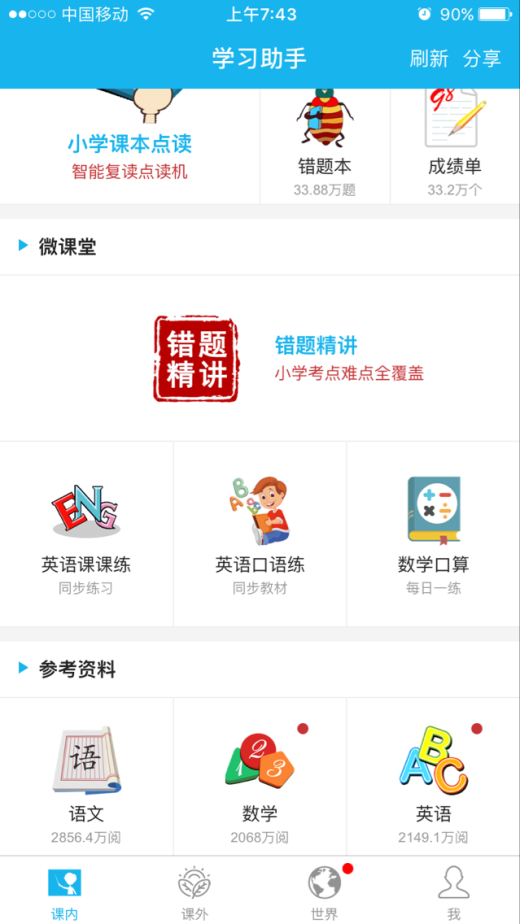 中国移动 上午7:43 90%
学习助手 刷新 分享
小学课本点读
智能复读点读机
98
错题本
33.88万题
成绩单
33.2万个
微课堂
错题
精讲
错题精讲
小学考点难点全覆盖
ENG
英语课课练
同步练习
A B g
英语口语练
同步教材
数学口算
每日一练
参考资料
语
语文
2856.4万阅
1 2 3
数学
2068万阅
ABC
英语
2149.1万阅
课内 课外 世界 我